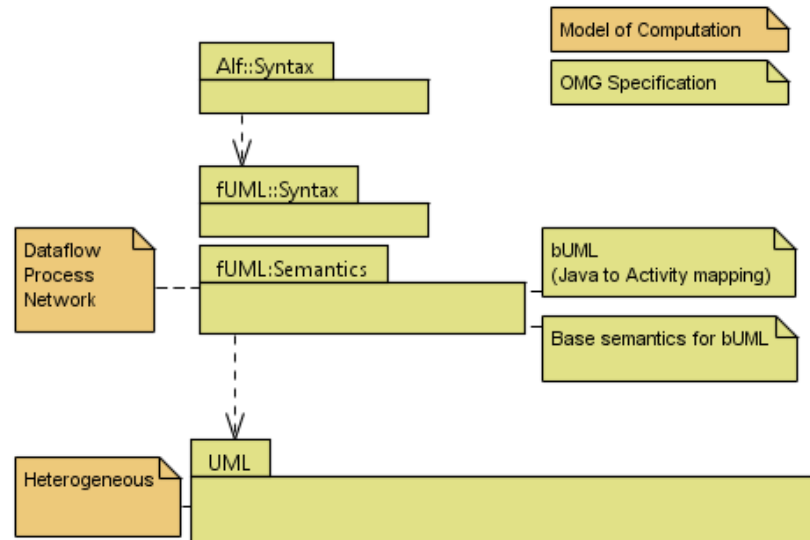 Model of Computation
Alf::Syntax
OMG Specification
fUML::Syntax
Dataflow
Process
Network
fUML:Semantics
bUML
(Java to Activity mapping)
Base semantics for bUML
UML
Heterogeneous